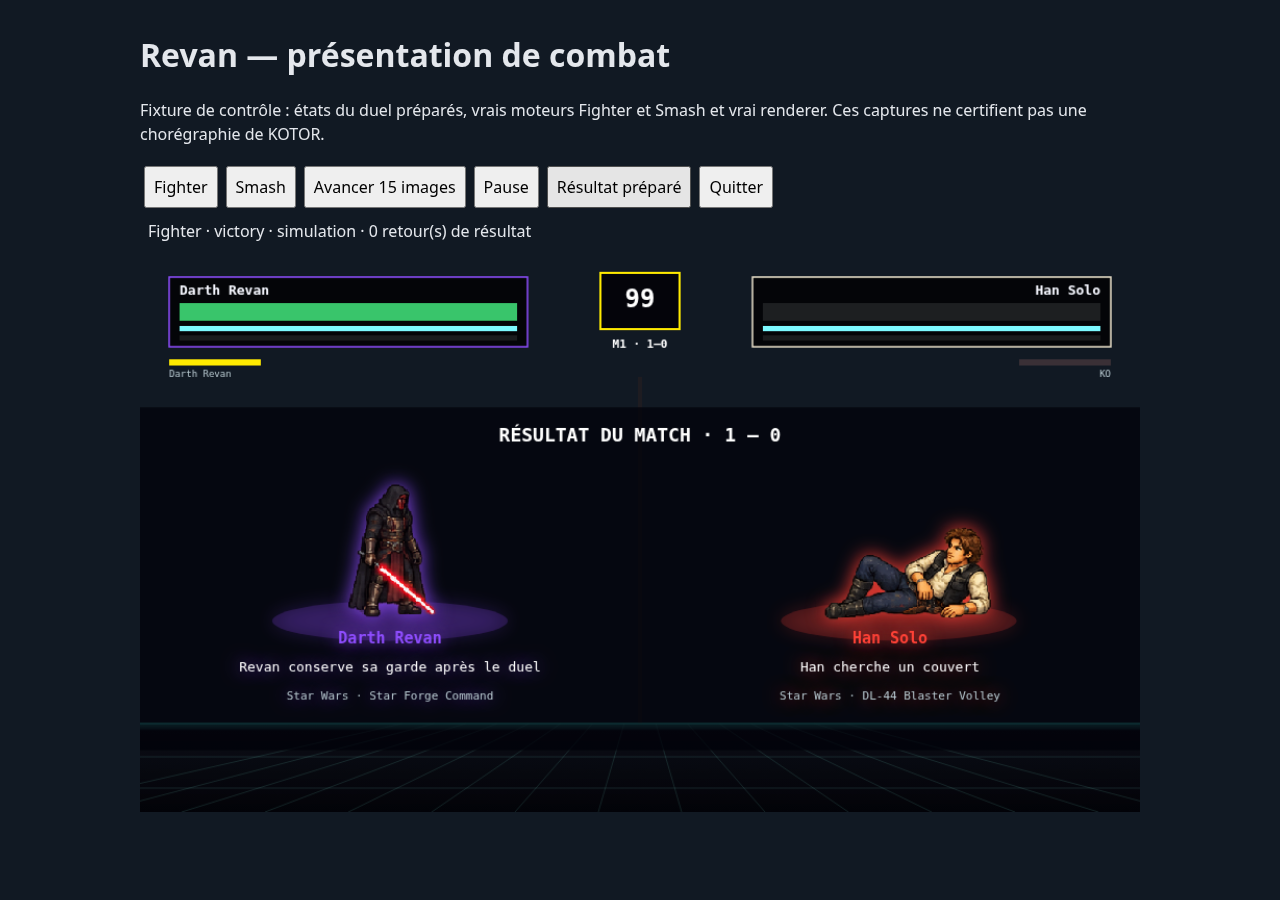 Revan — présentation de combat
Fixture de contrôle : états du duel préparés, vrais moteurs Fighter et Smash et vrai renderer. Ces captures ne certifient pas une
chorégraphie de KOTOR.
Fighter Smash Avancer 15 images Pause Résultat préparé Quitter
Fighter · victory · simulation · 0 retour(s) de résultat
Darth Revan 99 Han Solo
M1 · 1–0
Darth Revan KO
RÉSULTAT DU MATCH · 1 – 0
Darth Revan Han Solo
Revan conserve sa garde après le duel Han cherche un couvert
Star Wars · Star Forge Command Star Wars · DL-44 Blaster Volley